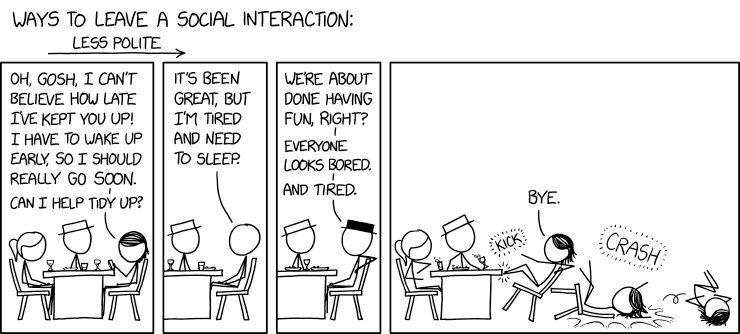 WAYS TO LEAVE A SOCIAL INTERACTION:
LESS POLITE
OH, GOSH, I CAN'T
BELIEVE HOW LATE
I'VE KEPT YOU UP!
I HAVE TO WAKE UP
EARLY, SO I SHOULD
REALLY GO SOON.
CAN I HELP TIDY UP?
IT'S BEEN
GREAT, BUT
I'M TIRED
AND NEED
TO SLEEP.
WE'RE ABOUT
DONE HAVING
FUN, RIGHT?
EVERYONE
LOOKS BORED.
AND TIRED.
BYE.
KICK
CRASH